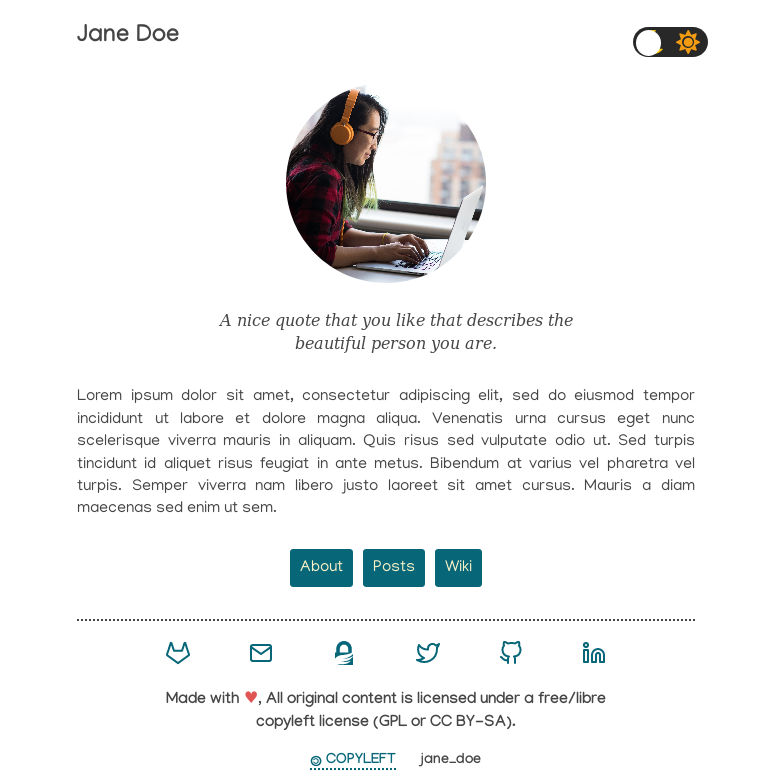 Jane Doe
A nice quote that you like that describes the
beautiful person you are.
Lorem ipsum dolor sit amet, consectetur adipiscing elit, sed do eiusmod tempor
incididunt ut labore et dolore magna aliqua. Venenatis urna cursus eget nunc
scelerisque viverra mauris in aliquam. Quis risus sed vulputate odio ut. Sed turpis
tincidunt id aliquet risus feugiat in ante metus. Bibendum at varius vel pharetra vel
turpis. Semper viverra nam libero justo laoreet sit amet cursus. Mauris a diam
maecenas sed enim ut sem.
About Posts Wiki
Made with ♥, All original content is licensed under a free/libre
copyleft license (GPL or CC BY-SA).
COPYLEFT jane_doe